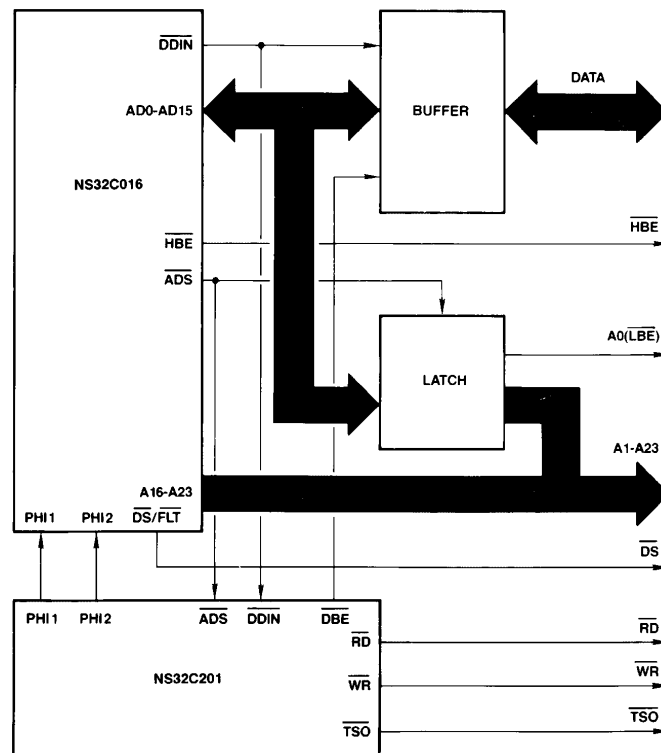 DDIN
DATA
AD0-AD15
BUFFER
NS32C016
HBE
HBE
ADS
A0(LBE)
LATCH
A1-A23
A16-A23
PHI1 PHI2 DS/FLT
DS
PHI1 PHI2 ADS DDIN DBE
RD
RD
NS32C201
WR
WR
TSO
TSO